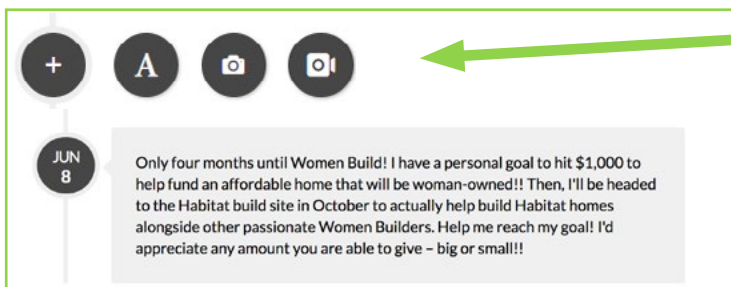 + A
JUN
8
Only four months until Women Build! I have a personal goal to hit $1,000 to
help fund an affordable home that will be woman-owned!! Then, I'll be headed
to the Habitat build site in October to actually help build Habitat homes
alongside other passionate Women Builders. Help me reach my goal! I'd
appreciate any amount you are able to give – big or small!!